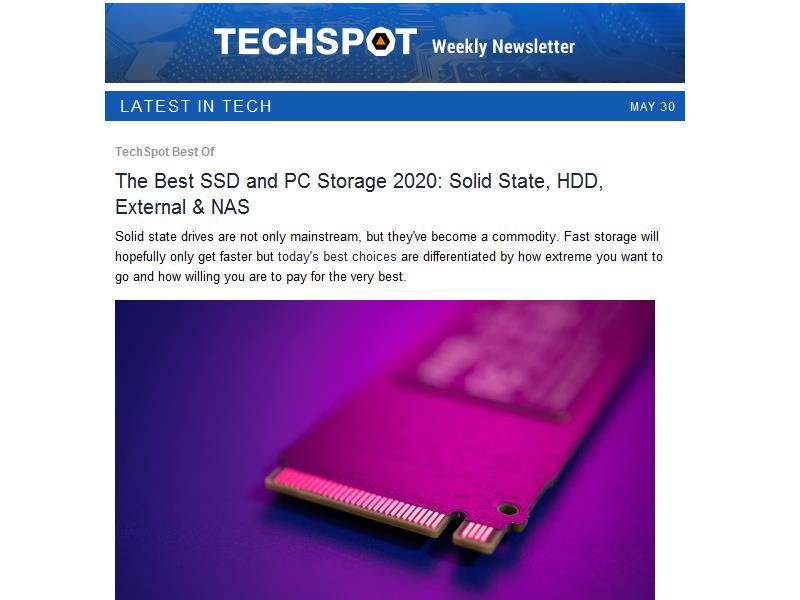 TECHSPOT Weekly Newsletter
LATEST IN TECH MAY 30
TechSpot Best Of
The Best SSD and PC Storage 2020: Solid State, HDD,
External & NAS
Solid state drives are not only mainstream, but they've become a commodity. Fast storage will
hopefully only get faster but today's best choices are differentiated by how extreme you want to
go and how willing you are to pay for the very best.